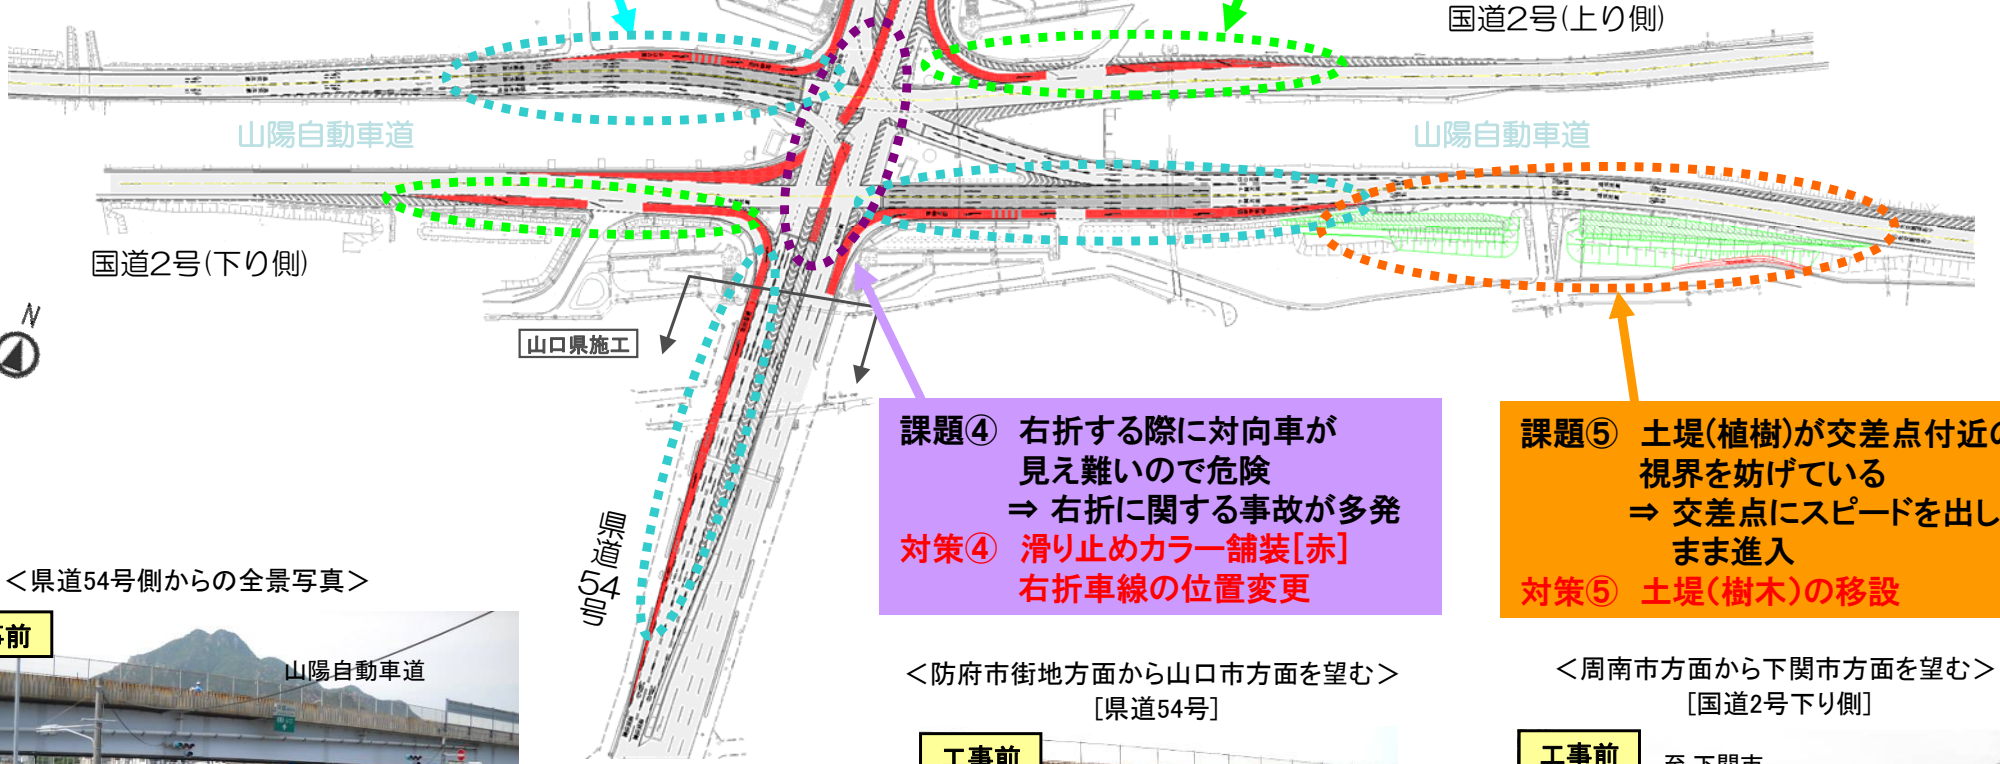 国道2号(上り側)
山陽自動車道
山陽自動車道
国道2号(下り側)
N
山口県施工
県道54号
課題④ 右折する際に対向車が
見え難いので危険
⇒ 右折に関する事故が多発
対策④ 滑り止めカラー舗装[赤]
右折車線の位置変更
課題⑤ 土堤(植樹)が交差点付近の
視界を妨げている
⇒ 交差点にスピードを出し
まま進入
対策⑤ 土堤(樹木)の移設
＜県道54号側からの全景写真＞
事前
山陽自動車道
＜防府市街地方面から山口市方面を望む＞
[県道54号]
工事前
＜周南市方面から下関市方面を望む＞
[国道2号下り側]
工事前
至 下関市